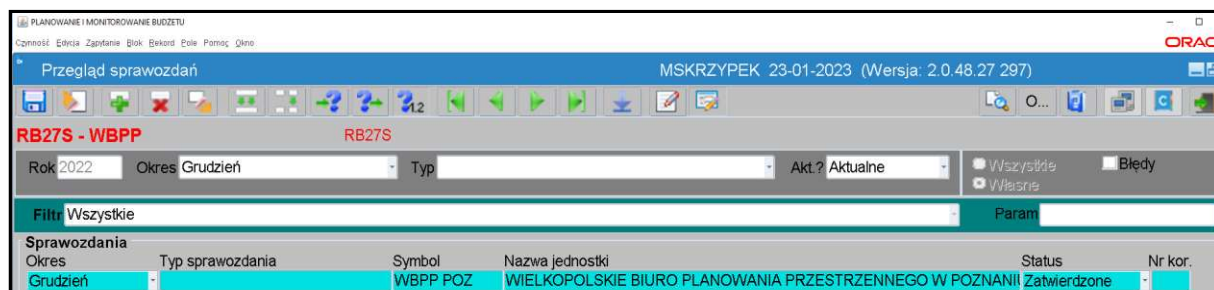 PLANOWANIE I MONITOROWANIE BUDŻETU
Czynność Edycja Zapytanie Blok Rekord Pole Pomoc Okno
ORAC
Przegląd sprawozdań MSKRZYPEK 23-01-2023 (Wersja: 2.0.48.27 297)
1.2 O... C
RB27S - WBPP RB27S
Rok 2022 Okres Grudzień Typ Akt.? Aktualne Wszystkie Błędy
Własne
Filtr Wszystkie Param
Sprawozdania
Okres Typ sprawozdania Symbol Nazwa jednostki Status Nr kor.
Grudzień WBPP POZ WIELKOPOLSKIE BIURO PLANOWANIA PRZESTRZENNEGO W POZNANIU Zatwierdzone